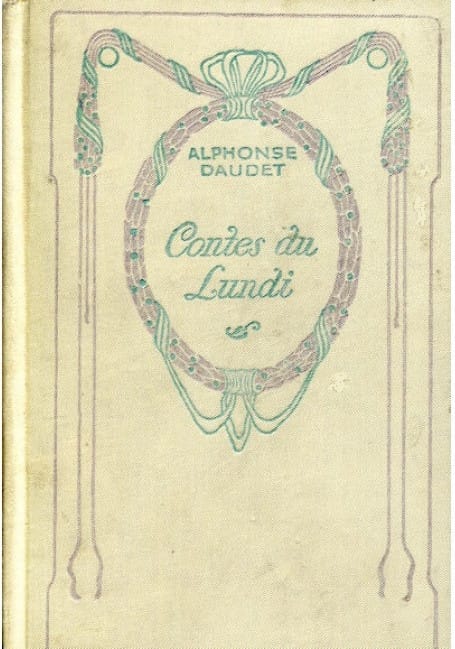 ALPHONSE
DAUDET
Contes du
Lundi